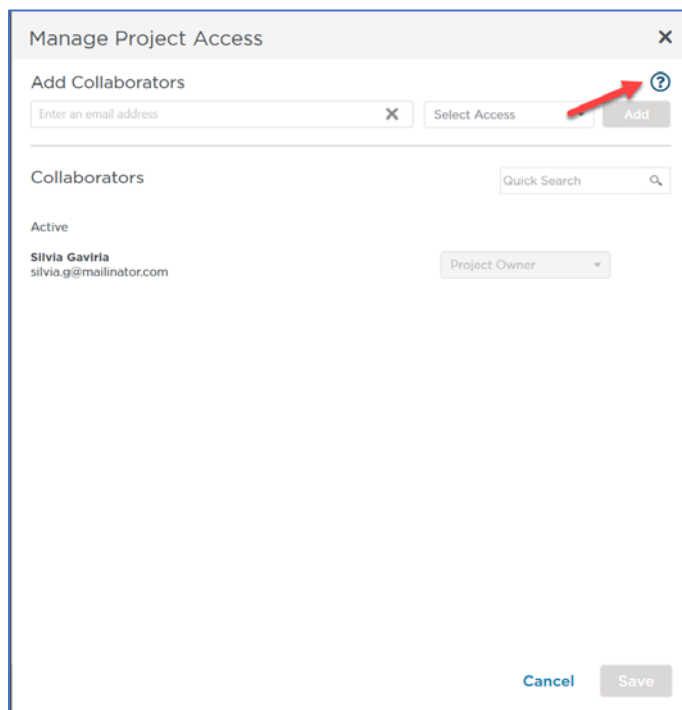 Manage Project Access
Add Collaborators
Enter an email address
Select Access
Add
Collaborators
Quick Search
Active
Silvia Gaviria
silvia.g@mailinator.com
Project Owner
Cancel
Save